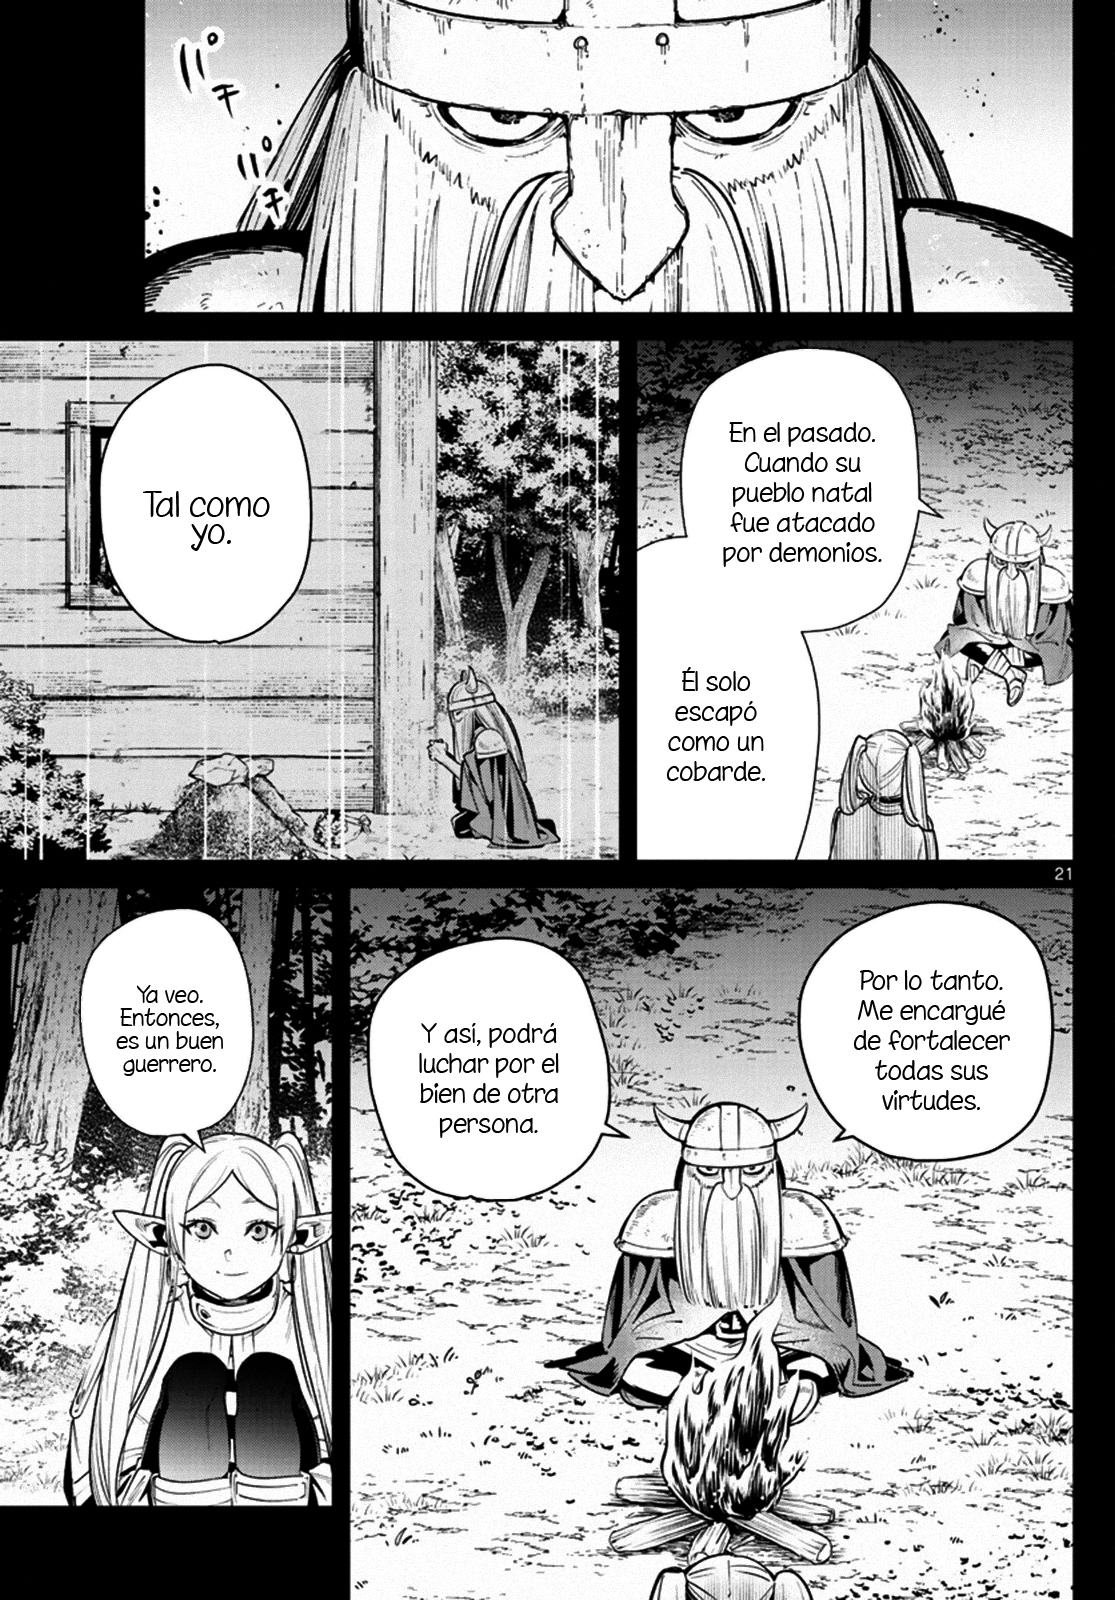 パチ
パチ
En el pasado.
Cuando su
pueblo natal
fue atacado
por demonios.
Él solo
escapó
como un
cobarde.
Tal como
yo.
21
Por lo tanto.
Me encargué
de fortalecer
todas sus
virtudes.
Y así, podrá
luchar por el
bien de otra
persona.
Ya veo.
Entonces,
es un buen
guerrero.